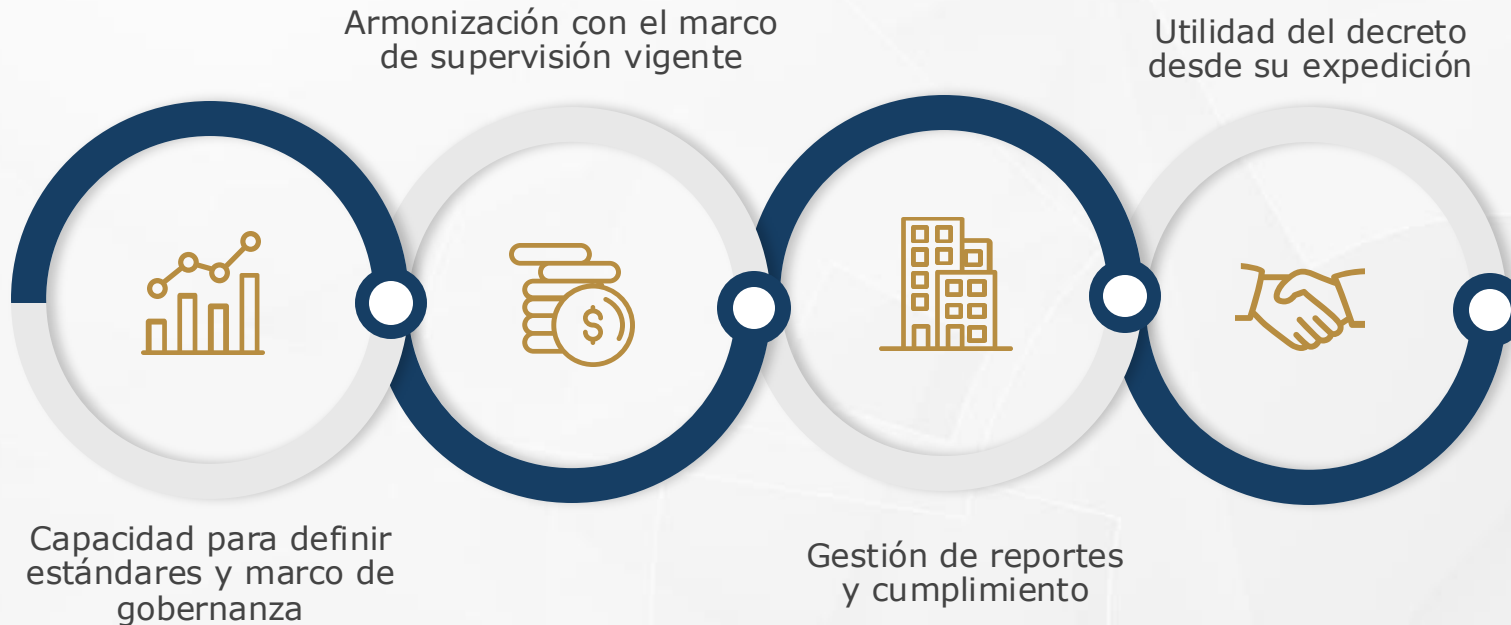 Armonización con el marco
de supervisión vigente
Utilidad del decreto
desde su expedición
$
Capacidad para definir
estándares y marco de
gobernanza
Gestión de reportes
y cumplimiento